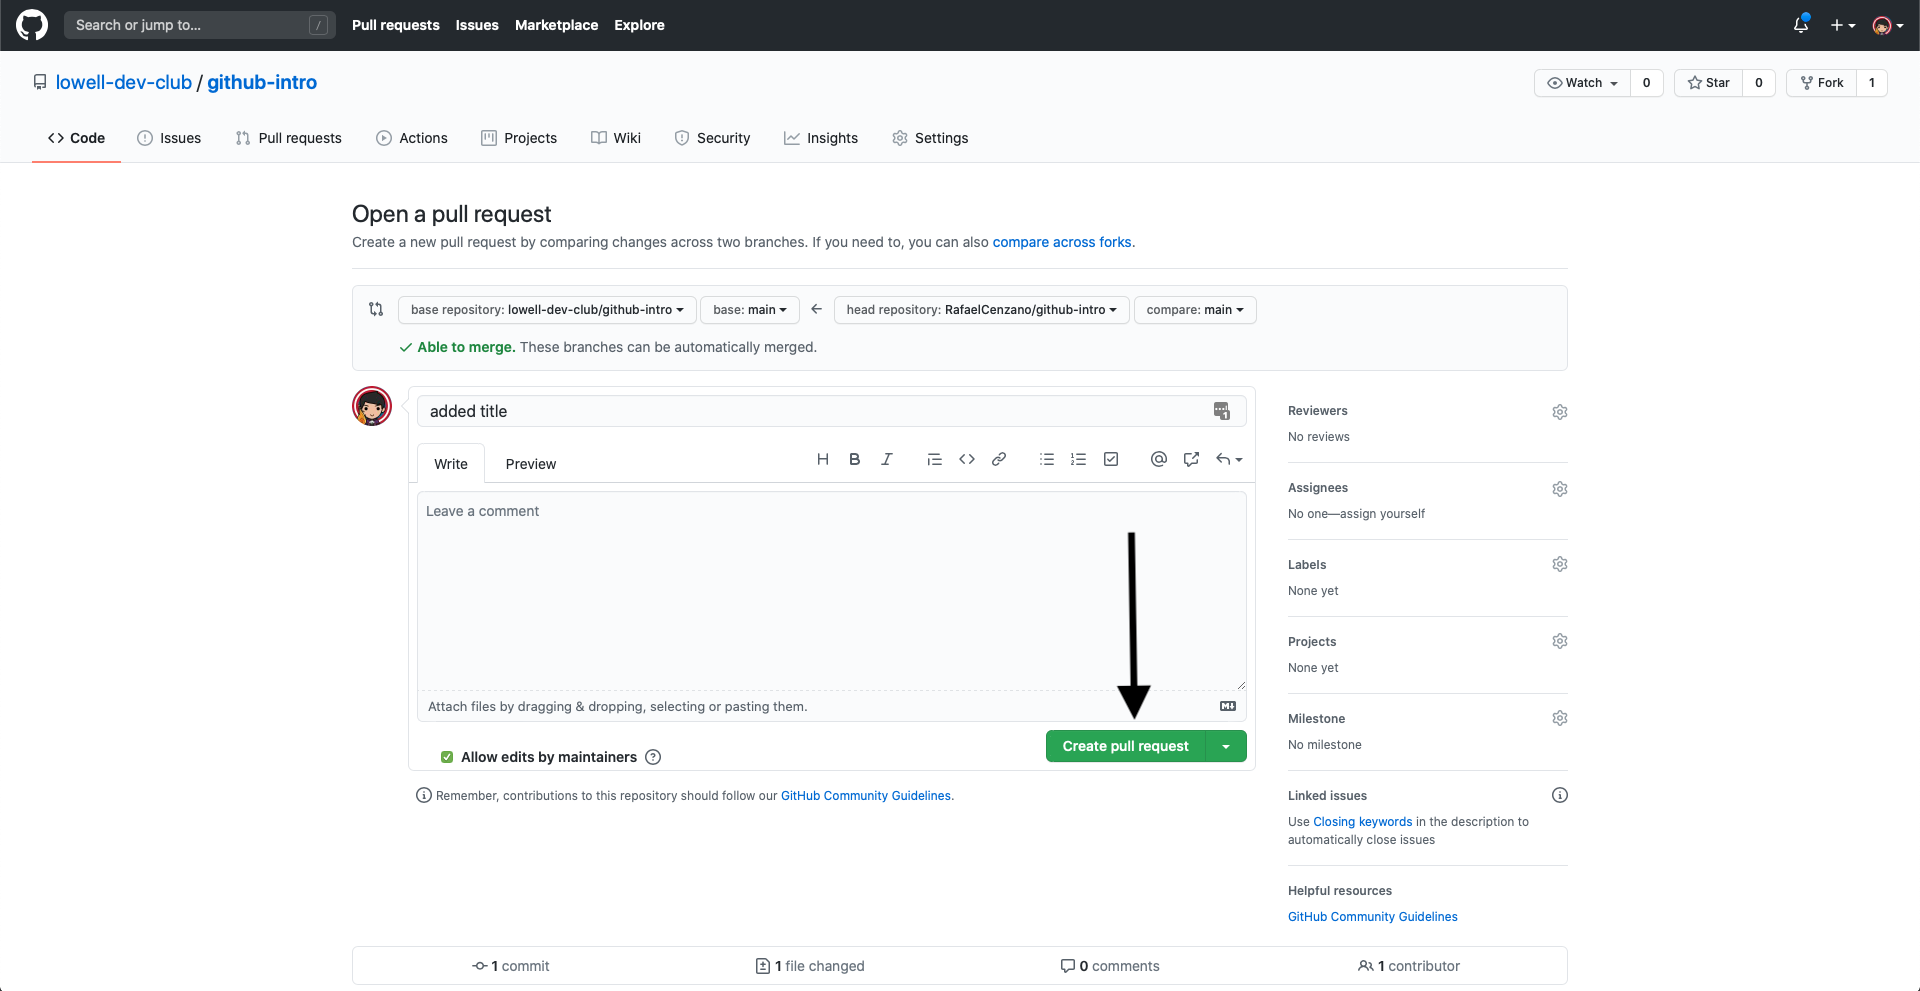 Search or jump to... /
Pull requests Issues Marketplace Explore
lowell-dev-club / github-intro
Watch 0 Star 0 Fork 1
Code Issues Pull requests Actions Projects Wiki Security Insights Settings
Open a pull request
Create a new pull request by comparing changes across two branches. If you need to, you can also compare across forks.
base repository: lowell-dev-club/github-intro base: main head repository: RafaelCenzano/github-intro compare: main
Able to merge. These branches can be automatically merged.
added title
Write Preview
Leave a comment
Attach files by dragging & dropping, selecting or pasting them.
Allow edits by maintainers
Create pull request
Remember, contributions to this repository should follow our GitHub Community Guidelines.
Reviewers
No reviews
Assignees
No one—assign yourself
Labels
None yet
Projects
None yet
Milestone
No milestone
Linked issues
Use Closing keywords in the description to
automatically close issues
Helpful resources
GitHub Community Guidelines
1 commit 1 file changed 0 comments 1 contributor